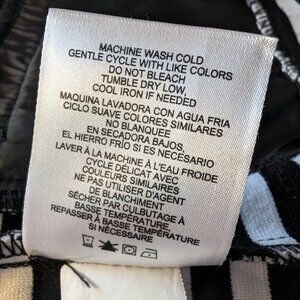 MACHINE WASH COLD
GENTLE CYCLE WITH LIKE COLORS
DO NOT BLEACH
TUMBLE DRY LOW,
COOL IRON IF NEEDED
MAQUINA LAVADORA CON AGUA FRIA
CICLO SUAVE COLORES SIMILARES
NO BLANQUEE
EN SECADORA BAJOS,
EL HIERRO FRÍO SI ES NECESARIO
LAVER À LA MACHINE À L'EAU FROIDE
CYCLE DÉLICAT AVEC
COULEURS SIMILAIRES
NE PAS UTILISER D'AGENT
DE BLANCHIMENT
SÉCHER PAR CULBUTAGE À
BASSE TEMPÉRATURE,
REPASSER À BASSE TEMPÉRATURE
SI NÉCESSAIRE